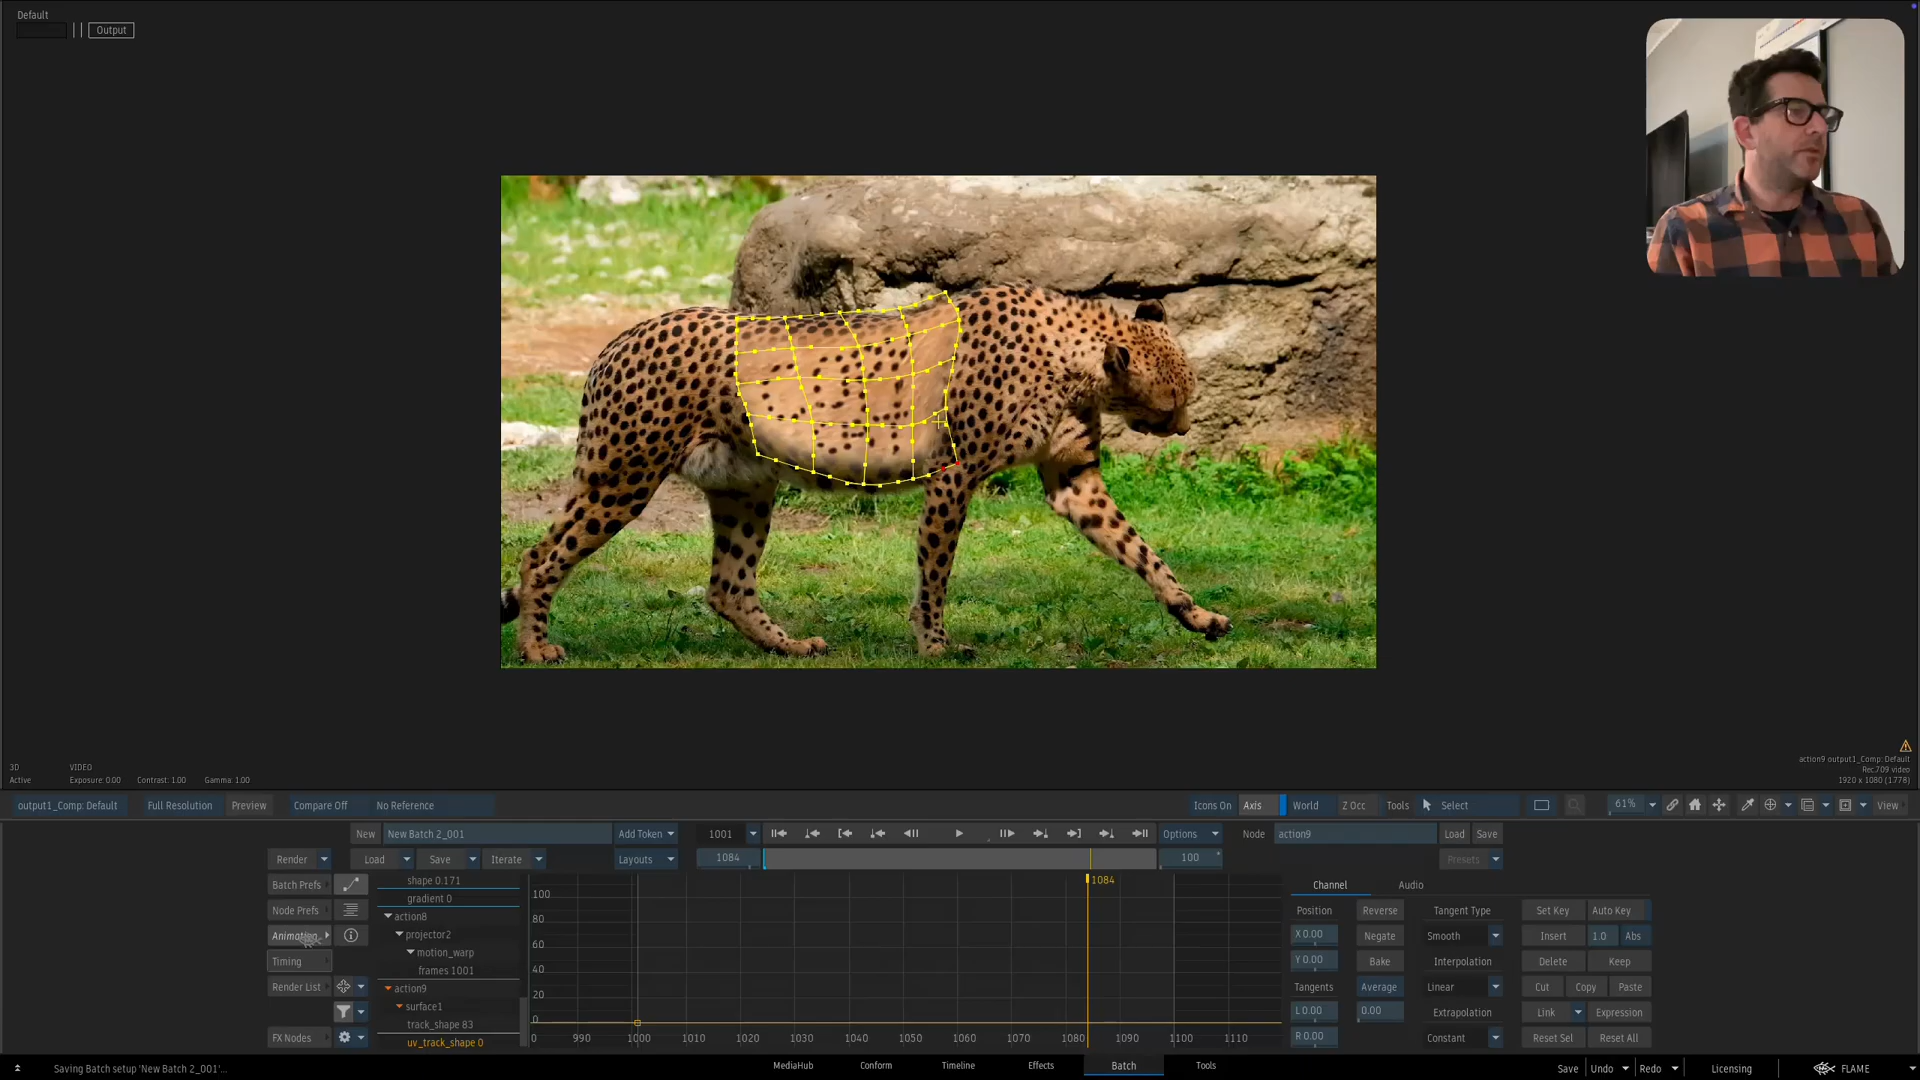 Default
Output
3D
VIDEO
Active
Exposure: 0.00
Contrast: 1.00
Gamma: 1.00
action9 output1_Comp: Default
Rec.709 video
1920 x 1080 (1.778)
output1_Comp: Default
Full Resolution
Preview
Compare Off
No Reference
Icons On
Axis
World
Z Occ
Tools
Select
61%
View
New
New Batch 2_001
Add Token
1001
Options
Node
action9
Load
Save
Render
Load
Save
Iterate
Layouts
1084
100
Presets
Batch Prefs
Node Prefs
Animation
Timing
Render List
FX Nodes
shape 0.171
gradient 0
action8
projector2
motion_warp
frames 1001
action9
surface1
track_shape 83
uv_track_shape 0
100
80
60
40
20
0
1084
0 990 1000 1010 1020 1030 1040 1050 1060 1070 1080 1090 1100 1110
Channel
Audio
Position
Reverse
Tangent Type
Set Key
Auto Key
X 0.00
Negate
Smooth
Insert
1.0
Abs
Y 0.00
Bake
Interpolation
Delete
Keep
Tangents
Average
Linear
Cut
Copy
Paste
L 0.00
0.00
Extrapolation
Link
Expression
R 0.00
Constant
Reset Sel
Reset All
Saving Batch setup 'New Batch 2_001'...
MediaHub
Conform
Timeline
Effects
Batch
Tools
Save
Undo
Redo
Licensing
FLAME